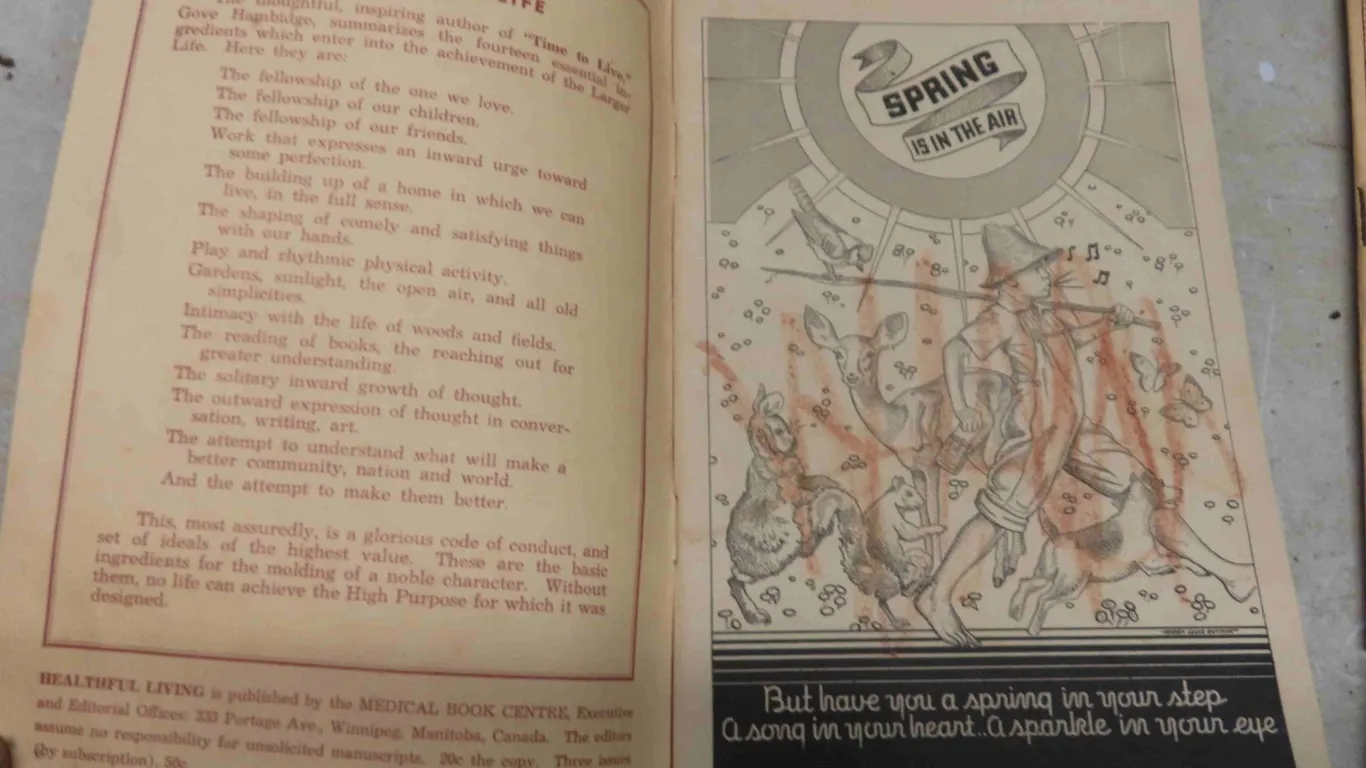 LIFE
The thoughtful, inspiring author of "Time to Live,"
Gove Hambidge, summarizes the fourteen essential in-
gredients which enter into the achievement of the Larger
Life. Here they are:
The fellowship of the one we love.
The fellowship of our children.
The fellowship of our friends.
Work that expresses an inward urge toward
some perfection.
The building up of a home in which we can
live, in the full sense.
The shaping of comely and satisfying things
with our hands.
Play and rhythmic physical activity.
Gardens, sunlight, the open air, and all old
simplicities.
Intimacy with the life of woods and fields.
The reading of books, the reaching out for
greater understanding.
The solitary inward growth of thought.
The outward expression of thought in conver-
sation, writing, art.
The attempt to understand what will make a
better community, nation and world.
And the attempt to make them better.
This, most assuredly, is a glorious code of conduct, and
set of ideals of the highest value. These are the basic
ingredients for the molding of a noble character. Without
them, no life can achieve the High Purpose for which it was
designed.
HEALTHFUL LIVING is published by the MEDICAL BOOK CENTRE, Executive
and Editorial Offices: 333 Portage Ave., Winnipeg, Manitoba, Canada. The editors
assume no responsibility for unsolicited manuscripts. 20c the copy. Three issues
(by subscription), 50c
SPRING
IS IN THE AIR
But have you a spring in your step
A song in your heart..A sparkle in your eye